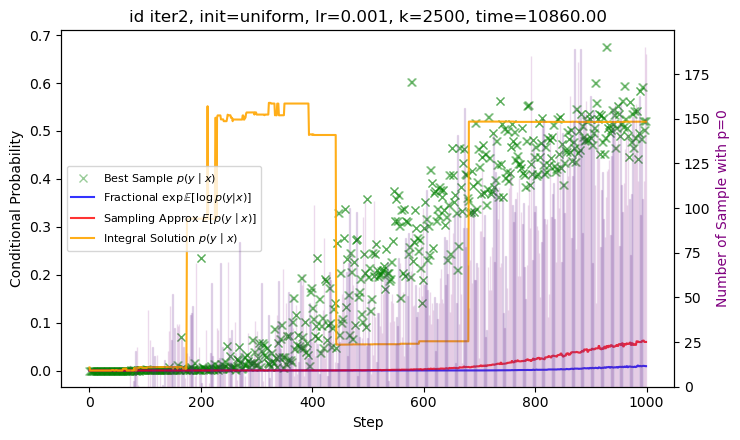 id iter2, init=uniform, lr=0.001, k=2500, time=10860.00
Conditional Probability
0.7
0.6
0.5
0.4
0.3
0.2
0.1
0.0
Best Sample p(y | x)
Fractional exp𝔼[log p(y|x)]
Sampling Approx E[p(y | x)]
Integral Solution p(y | x)
175
150
125
100
75
50
25
0
Number of Sample with p=0
0 200 400 600 800 1000
Step